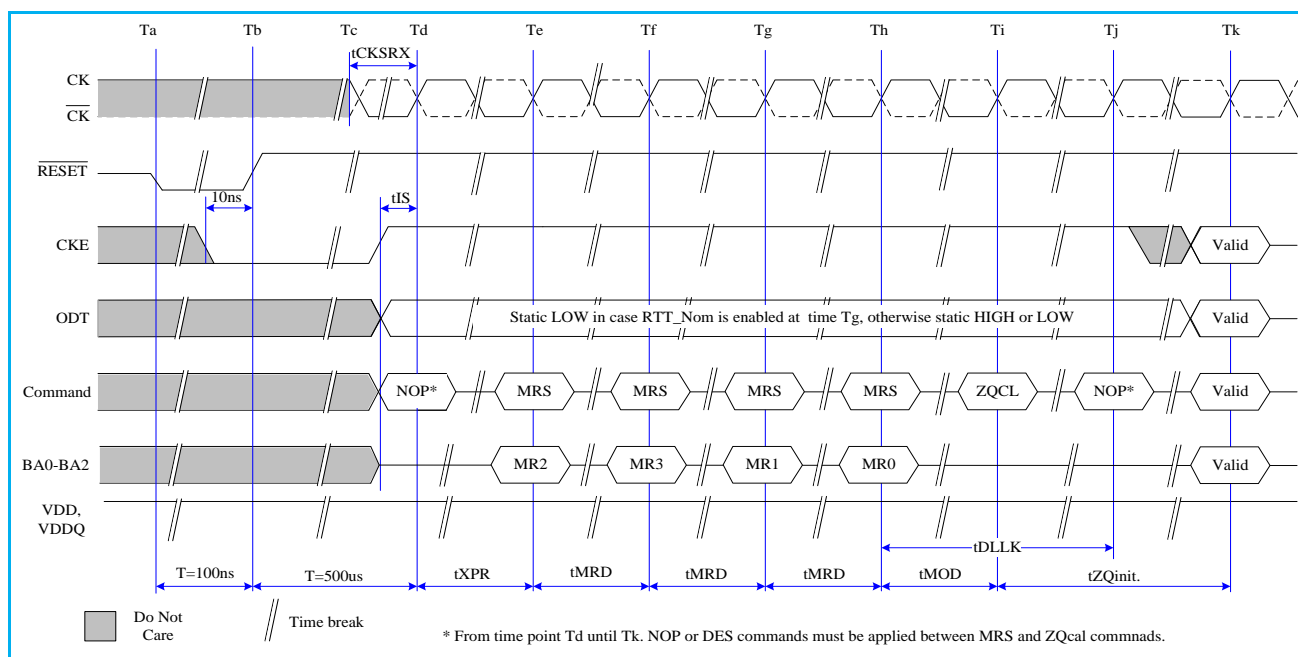 Ta Tb Tc Td Te Tf Tg Th Ti Tj Tk
tCKSRX
CK
CK
RESET
10ns
tIS
CKE
Valid
ODT
Static LOW in case RTT_Nom is enabled at time Tg, otherwise static HIGH or LOW
Valid
Command
NOP* MRS MRS MRS MRS ZQCL NOP* Valid
BA0-BA2
MR2 MR3 MR1 MR0 Valid
VDD,
VDDQ
tDLLK
T=100ns T=500us tXPR tMRD tMRD tMRD tMOD tZQinit.
Do Not
Care
Time break
* From time point Td until Tk. NOP or DES commands must be applied between MRS and ZQcal commnads.